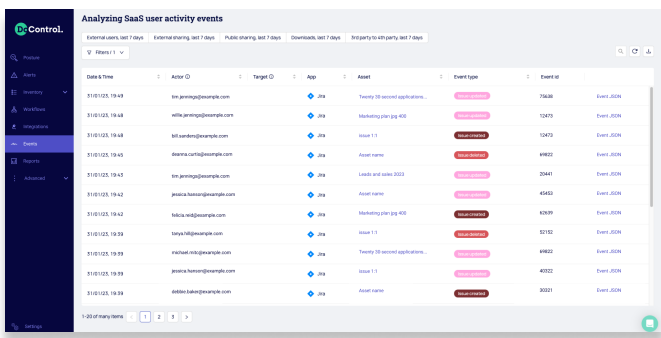 DoControl.
Analyzing SaaS user activity events
External users, last 7 days External sharing, last 7 days Public sharing, last 7 days Downloads, last 7 days 3rd party to 4th party, last 7 days
Filters / 1
Posture
Alerts
Inventory
Workflows
Integrations
Events
Reports
Advanced
Settings
Date & Time Actor Target App Asset Event type Event id
31/01/23, 19:49 tim.jennings@example.com Jira Twenty 30-second applications... Issue updated 75638 Event JSON
31/01/23, 19:48 willie.jennings@example.com Jira Marketing plan jpg-400 Issue updated 12473 Event JSON
31/01/23, 19:48 bill.sanders@example.com Jira issue 1:1 Issue created 12473 Event JSON
31/01/23, 19:45 deanna.curtis@example.com Jira Asset name Issue deleted 69822 Event JSON
31/01/23, 19:43 tim.jennings@example.com Jira Leads and sales 2023 Issue updated 20441 Event JSON
31/01/23, 19:42 jessica.hanson@example.com Jira Asset name Issue updated 45453 Event JSON
31/01/23, 19:42 felicia.reid@example.com Jira Marketing plan jpg-400 Issue created 62639 Event JSON
31/01/23, 19:39 tanya.hill@example.com Jira issue 1:1 Issue deleted 52152 Event JSON
31/01/23, 19:39 michael.mitc@example.com Jira Twenty 30-second applications... Issue updated 69822 Event JSON
31/01/23, 19:39 jessica.hanson@example.com Jira issue 1:1 Issue updated 40322 Event JSON
31/01/23, 19:39 debbie.baker@example.com Jira Asset name Issue created 30321 Event JSON
1-20 of many items 1 2 3